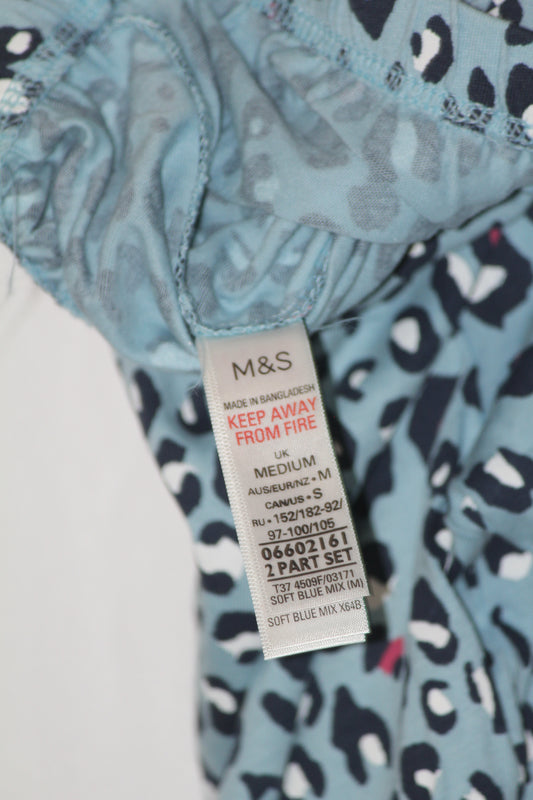 M&S
MADE IN BANGLADESH
KEEP AWAY
FROM FIRE
UK
MEDIUM
AUS/EUR/NZ • M
CAN/US • S
RU • 152/182-92/
97-100/105
06602161
2 PART SET
T37 4509F/03171
SOFT BLUE MIX (M)
SOFT BLUE MIX X64B